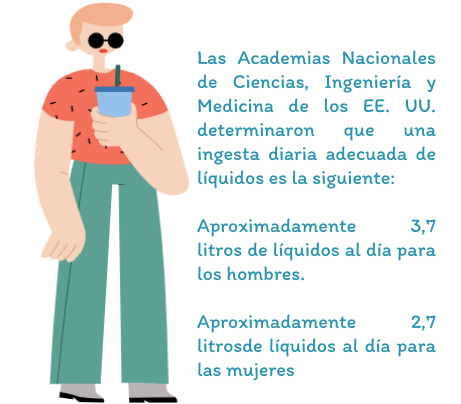 Las Academias Nacionales
de Ciencias, Ingeniería y
Medicina de los EE. UU.
determinaron que una
ingesta diaria adecuada de
líquidos es la siguiente:
Aproximadamente 3,7
litros de líquidos al día para
los hombres.
Aproximadamente 2,7
litrosde líquidos al día para
las mujeres